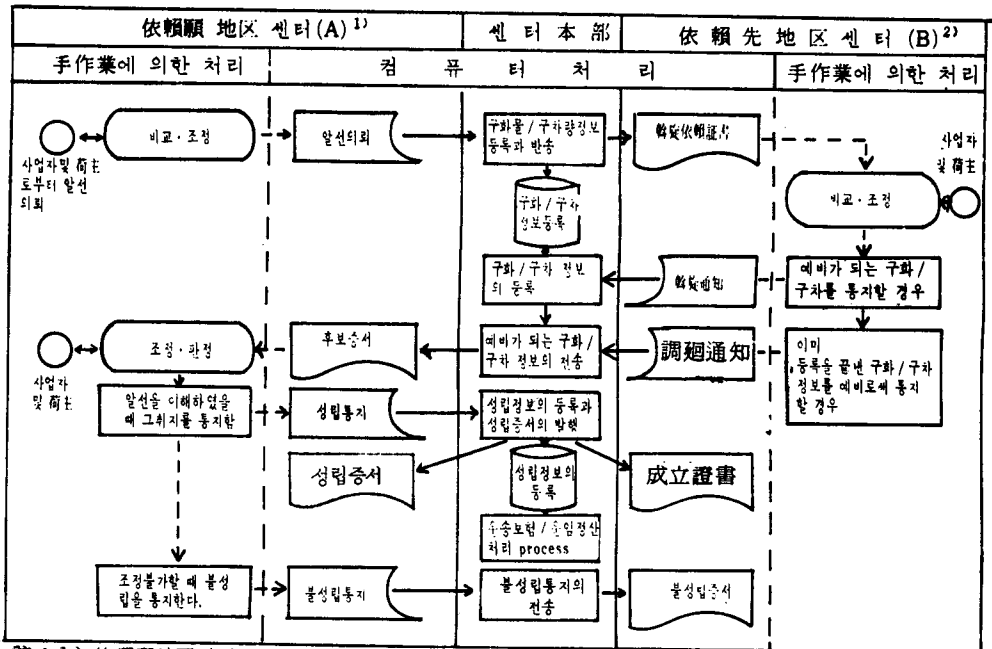 依賴願 地区 센터(A) 1)
센터本部
依賴先地区센터 (B) 2)
手作業에 의한 처리
컴 퓨 터 처 리
手作業에 의한 처리
비교·조정
사업자및荷主
로부터 알선
의뢰
알선의뢰
구화물/구차량정보
등록과 반송
斡旋依賴証書
사업자
및荷主
비교·조정
구화/구차
정보등록
구화/구차 정보
의 등록
斡旋通知
예비가 되는 구화/
구차를 통지할 경우
조정·판정
사업자
및荷主
후보증서
예비가 되는 구화/
구차 정보의 전송
調廻通知
이미
등록을 끝낸 구화/구차
정보를 예비로써 통지
할 경우
알선을 이해하였을
때 그취지를 통지함
성립통지
성립정보의 등록과
성립증서의 발행
성립증서
성립정보의
등록
成立證書
운송보험/운임정산
처리 process
조정불가할 때 불성
립을 통지한다.
불성립통지
불성립통지의
전송
불성립증서